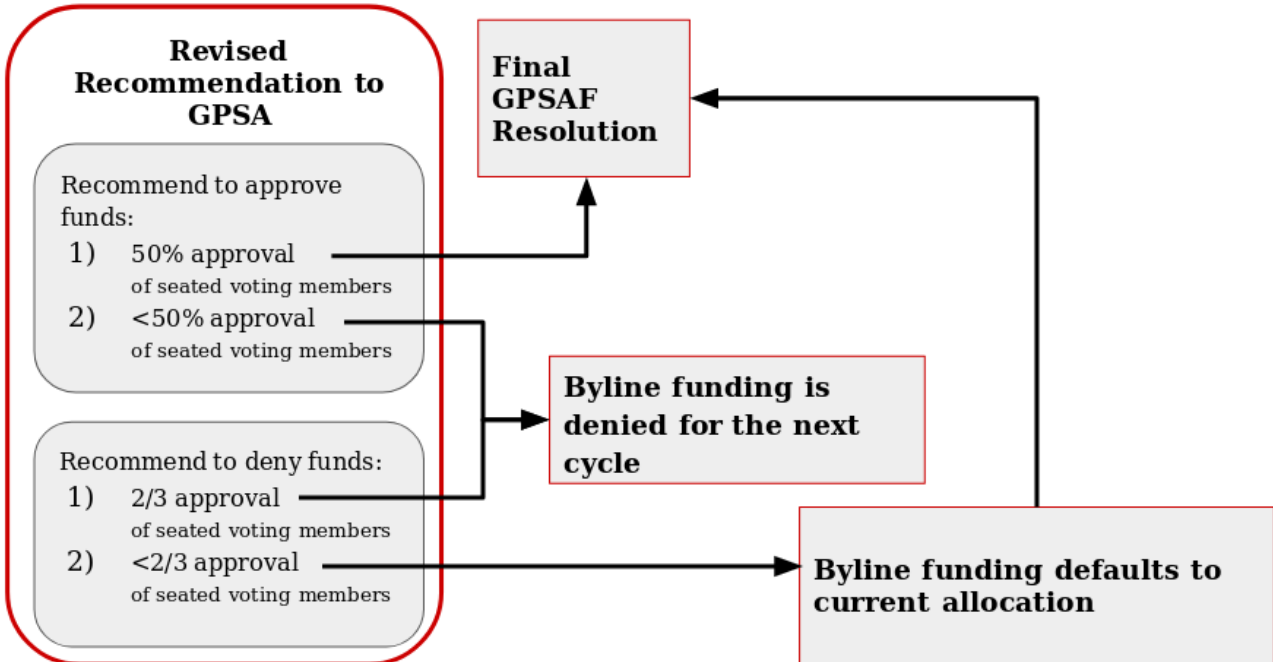 Revised
Recommendation to
GPSA
Recommend to approve
funds:
1) 50% approval
of seated voting members
2) <50% approval
of seated voting members
Recommend to deny funds:
1) 2/3 approval
of seated voting members
2) <2/3 approval
of seated voting members
Final
GPSAF
Resolution
Byline funding is
denied for the next
cycle
Byline funding defaults to
current allocation